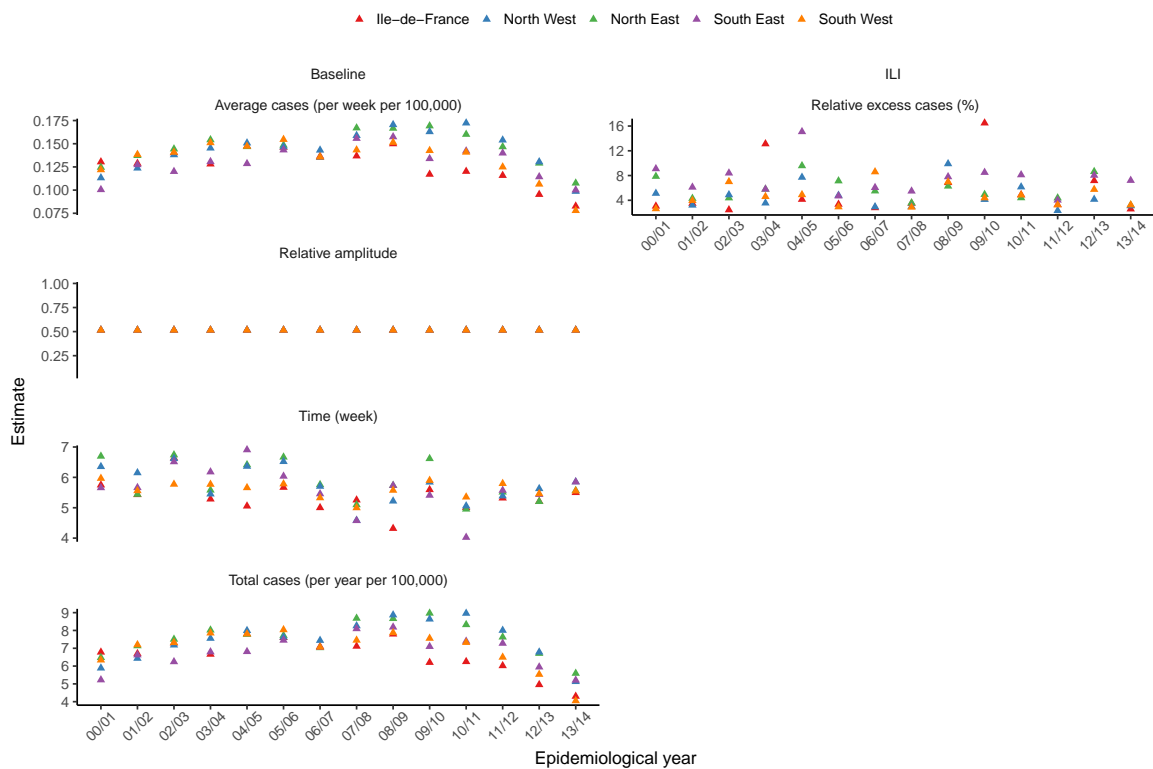 Ile−de−France North West North East South East South West
Baseline
ILI
Average cases (per week per 100,000)
0.175
0.150
0.125
0.100
0.075
Relative excess cases (%)
16
12
8
4
00/01 01/02 02/03 03/04 04/05 05/06 06/07 07/08 08/09 09/10 10/11 11/12 12/13 13/14
Relative amplitude
1.00
0.75
0.50
0.25
Estimate
Time (week)
7
6
5
4
Total cases (per year per 100,000)
9
8
7
6
5
4
00/01 01/02 02/03 03/04 04/05 05/06 06/07 07/08 08/09 09/10 10/11 11/12 12/13 13/14
Epidemiological year